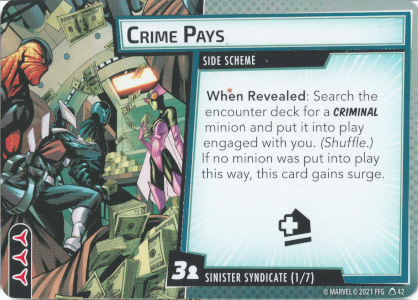 CRIME PAYS
SIDE SCHEME
When Revealed: Search the
encounter deck for a CRIMINAL
minion and put it into play
engaged with you. (Shuffle.)
If no minion was put into play
this way, this card gains surge.
3
SINISTER SYNDICATE (1/7)
© MARVEL © 2021 FFG 42